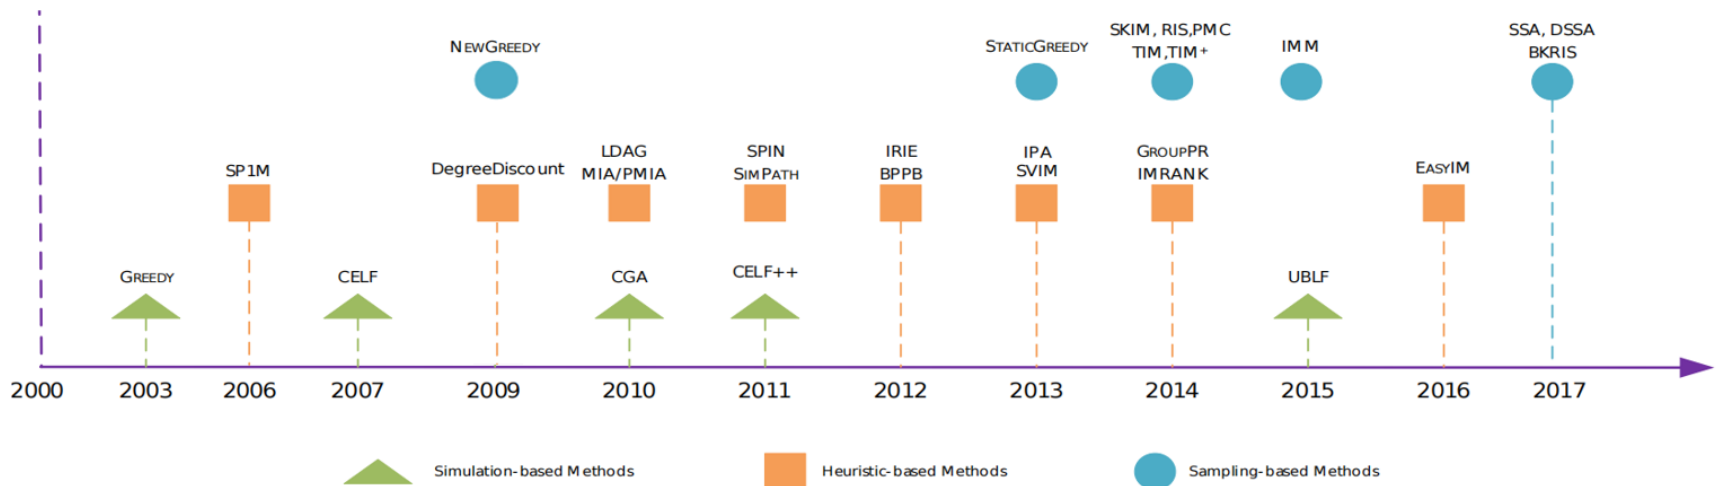 NEWGREEDY
STATICGREEDY
SKIM, RIS,PMC
TIM,TIM+
IMM
SSA, DSSA
BKRIS
SP1M
DegreeDiscount
LDAG
MIA/PMIA
SPIN
SIMPATH
IRIE
BPPB
IPA
SVIM
GROUPPR
IMRANK
EASYIM
GREEDY
CELF
CGA
CELF++
UBLF
2000 2003 2006 2007 2009 2010 2011 2012 2013 2014 2015 2016 2017
Simulation-based Methods
Heuristic-based Methods
Sampling-based Methods